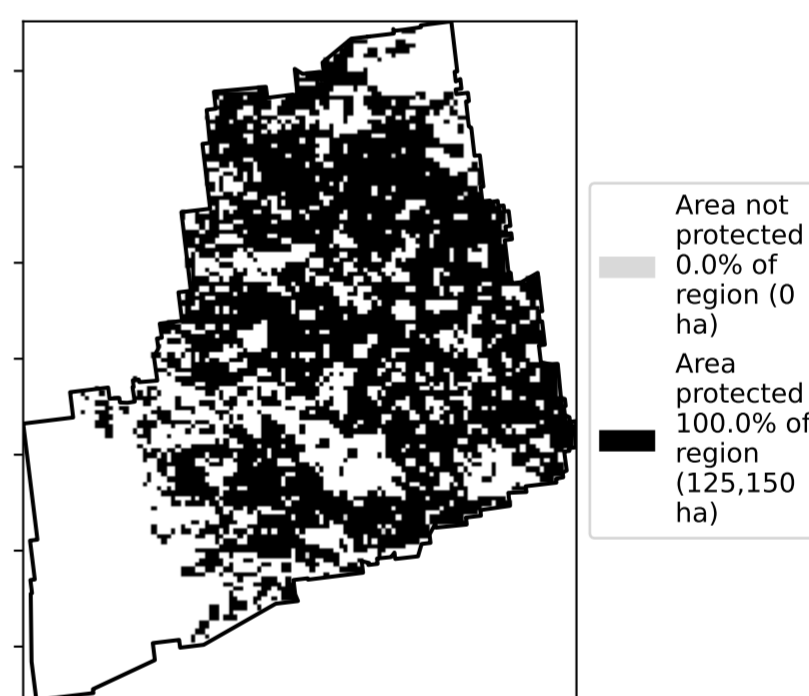 Area not
protected
0.0% of
region (0
ha)
Area
protected
100.0% of
region
(125,150
ha)